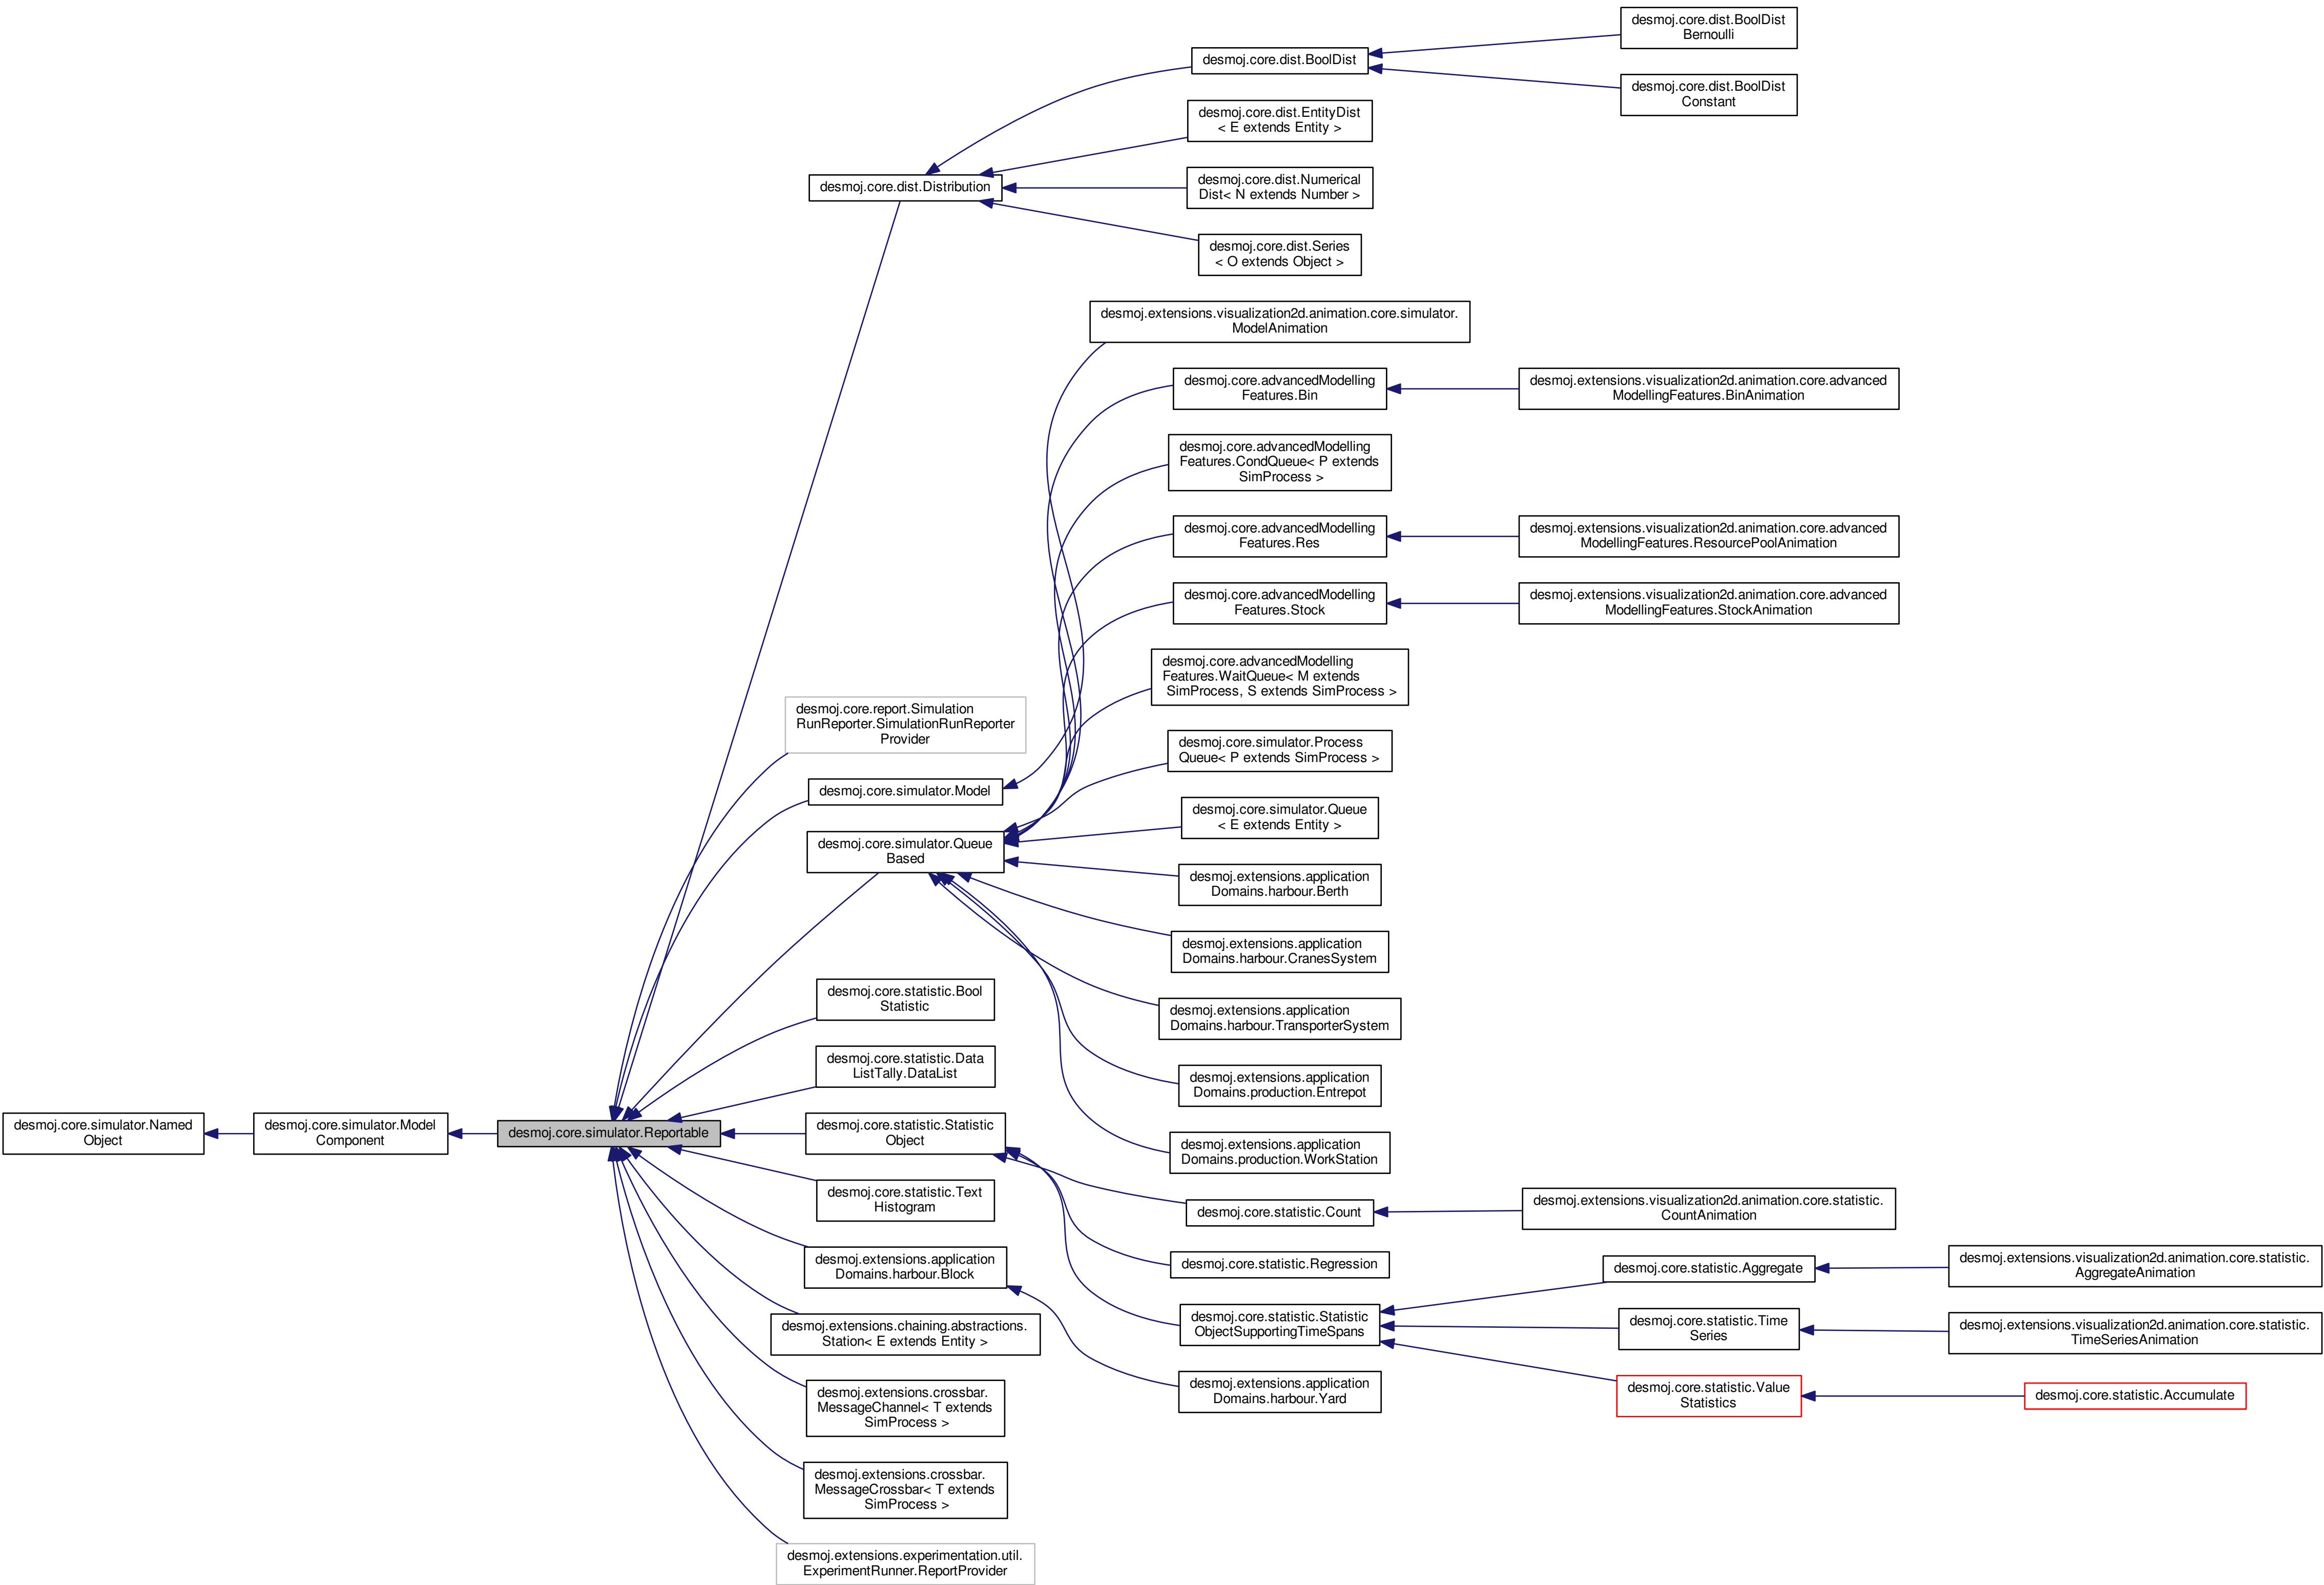 desmoj.core.simulator.Named
Object
desmoj.core.simulator.Model
Component
desmoj.core.simulator.Reportable
desmoj.core.dist.Distribution
desmoj.core.report.Simulation
RunReporter.SimulationRunReporter
Provider
desmoj.core.simulator.Model
desmoj.core.simulator.Queue
Based
desmoj.core.statistic.Bool
Statistic
desmoj.core.statistic.Data
ListTally.DataList
desmoj.core.statistic.Statistic
Object
desmoj.core.statistic.Text
Histogram
desmoj.extensions.application
Domains.harbour.Block
desmoj.extensions.chaining.abstractions.
Station< E extends Entity >
desmoj.extensions.crossbar.
MessageChannel< T extends
SimProcess >
desmoj.extensions.crossbar.
MessageCrossbar< T extends
SimProcess >
desmoj.extensions.experimentation.util.
ExperimentRunner.ReportProvider
desmoj.core.dist.BoolDist
desmoj.core.dist.EntityDist
< E extends Entity >
desmoj.core.dist.Numerical
Dist< N extends Number >
desmoj.core.dist.Series
< O extends Object >
desmoj.extensions.visualization2d.animation.core.simulator.
ModelAnimation
desmoj.core.advancedModelling
Features.Bin
desmoj.core.advancedModelling
Features.CondQueue< P extends
SimProcess >
desmoj.core.advancedModelling
Features.Res
desmoj.core.advancedModelling
Features.Stock
desmoj.core.advancedModelling
Features.WaitQueue< M extends
SimProcess, S extends SimProcess >
desmoj.core.simulator.Process
Queue< P extends SimProcess >
desmoj.core.simulator.Queue
< E extends Entity >
desmoj.extensions.application
Domains.harbour.Berth
desmoj.extensions.application
Domains.harbour.CranesSystem
desmoj.extensions.application
Domains.harbour.TransporterSystem
desmoj.extensions.application
Domains.production.Entrepot
desmoj.extensions.application
Domains.production.WorkStation
desmoj.core.statistic.Count
desmoj.core.statistic.Regression
desmoj.core.statistic.Statistic
ObjectSupportingTimeSpans
desmoj.extensions.application
Domains.harbour.Yard
desmoj.core.dist.BoolDist
Bernoulli
desmoj.core.dist.BoolDist
Constant
desmoj.extensions.visualization2d.animation.core.advanced
ModellingFeatures.BinAnimation
desmoj.extensions.visualization2d.animation.core.advanced
ModellingFeatures.ResourcePoolAnimation
desmoj.extensions.visualization2d.animation.core.advanced
ModellingFeatures.StockAnimation
desmoj.extensions.visualization2d.animation.core.statistic.
CountAnimation
desmoj.core.statistic.Aggregate
desmoj.core.statistic.Time
Series
desmoj.core.statistic.Value
Statistics
desmoj.extensions.visualization2d.animation.core.statistic.
AggregateAnimation
desmoj.extensions.visualization2d.animation.core.statistic.
TimeSeriesAnimation
desmoj.core.statistic.Accumulate